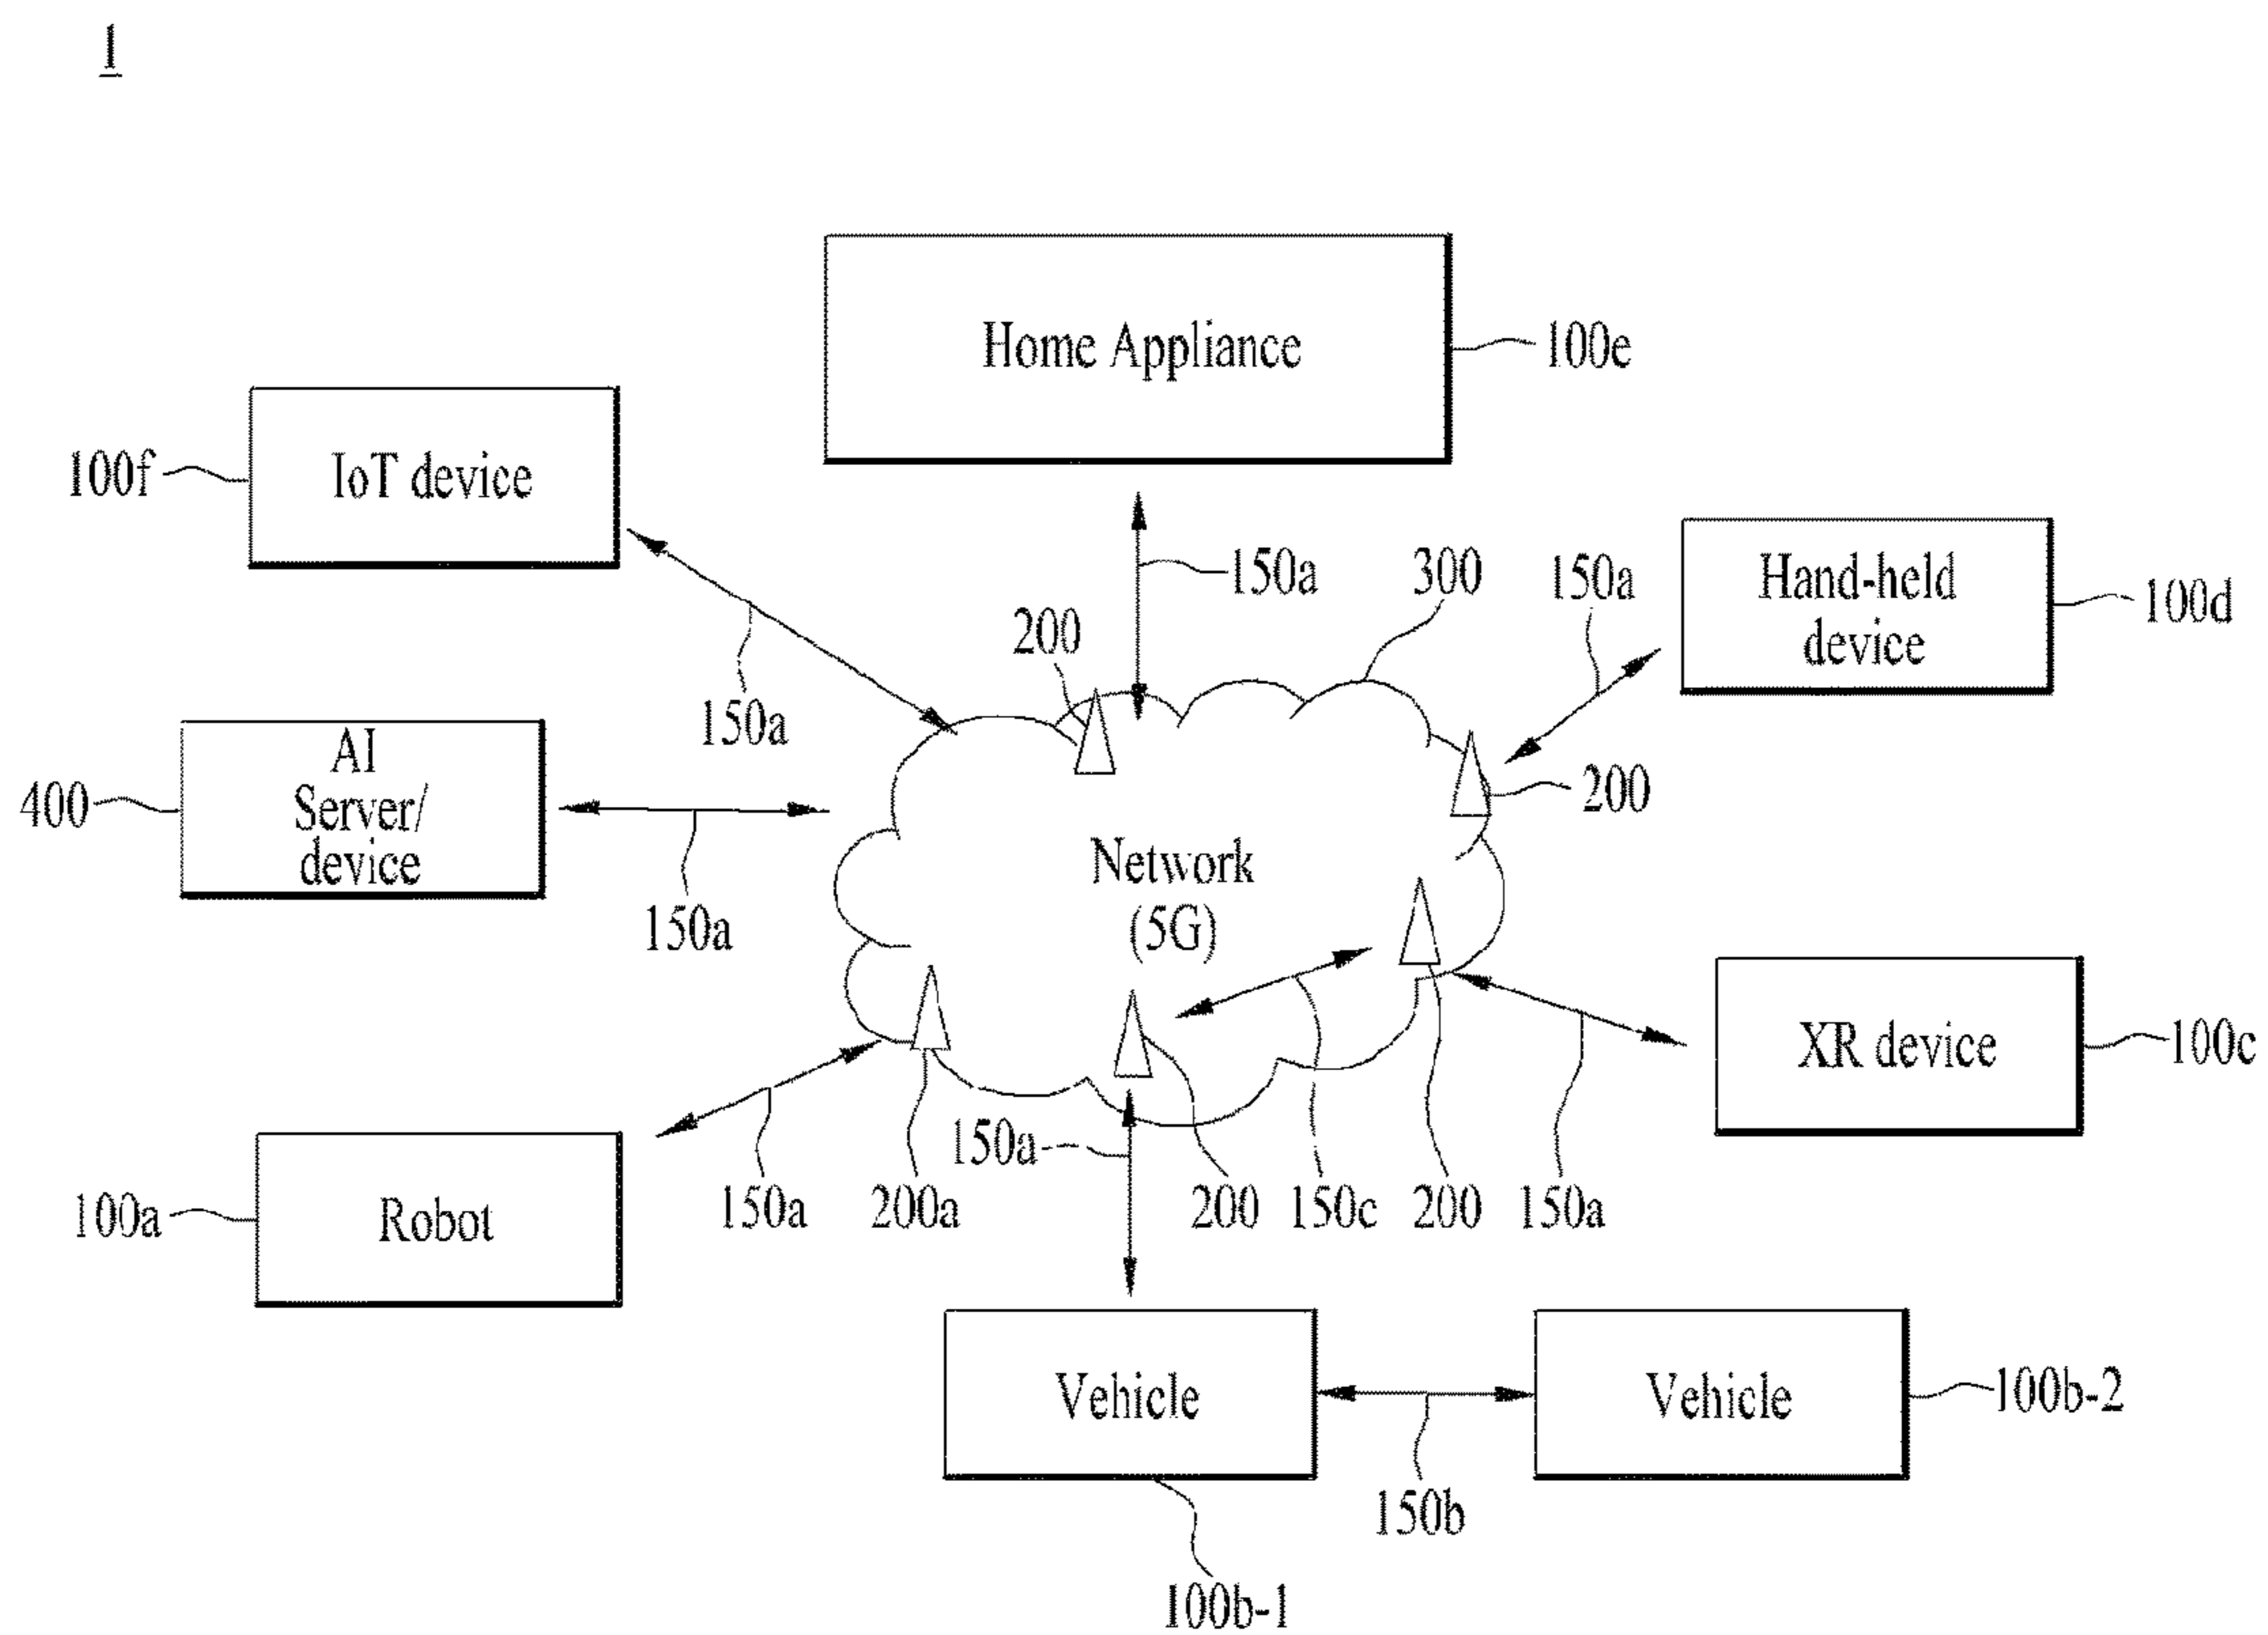 1
Home Appliance
100e
100f
IoT device
150a
300
150a
Hand-held
device
100d
200
150a
AI
Server/
device
400
200
Network
(5G)
150a
XR device
100c
150a
150a
200a
200
150c
200
150a
100a
Robot
Vehicle
Vehicle
100b-2
150b
100b-1